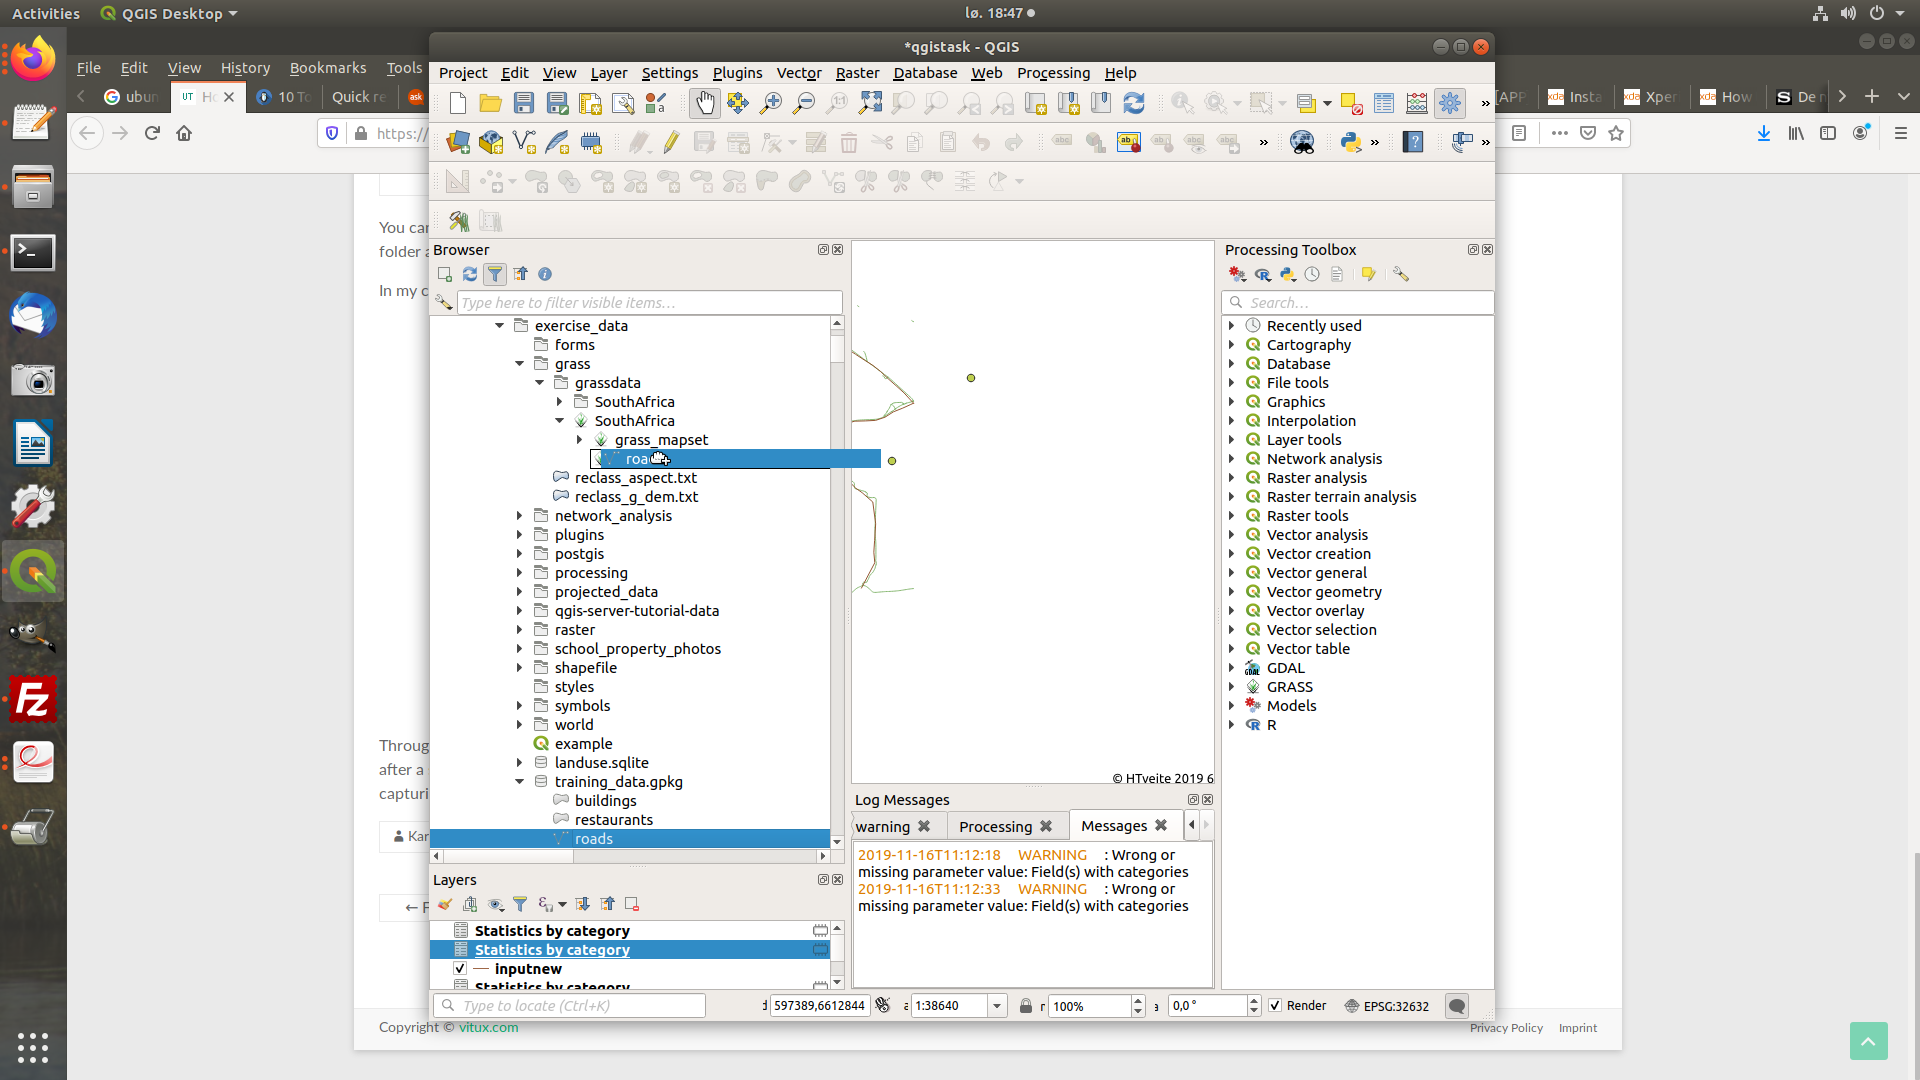 Activities
QGIS Desktop
lø. 18:47
*qgistask - QGIS
File Edit View History Bookmarks Tools
Project Edit View Layer Settings Plugins Vector Raster Database Web Processing Help
ubun
10 To
Quick re
ask
[APP
xda Insta
xda Xper
xda How
S De n
https://
You can
folder a
In my c
Throug
after a
capturi
Kar
Browser
Type here to filter visible items…
exercise_data
forms
grass
grassdata
SouthAfrica
SouthAfrica
grass_mapset
roa
reclass_aspect.txt
reclass_g_dem.txt
network_analysis
plugins
postgis
processing
projected_data
qgis-server-tutorial-data
raster
school_property_photos
shapefile
styles
symbols
world
example
landuse.sqlite
training_data.gpkg
buildings
restaurants
roads
Layers
Statistics by category
Statistics by category
inputnew
Statistics by category
© HTveite 2019 6
Log Messages
warning
Processing
Messages
2019-11-16T11:12:18 WARNING : Wrong or
missing parameter value: Field(s) with categories
2019-11-16T11:12:33 WARNING : Wrong or
missing parameter value: Field(s) with categories
Processing Toolbox
Search…
Recently used
Cartography
Database
File tools
Graphics
Interpolation
Layer tools
Network analysis
Raster analysis
Raster terrain analysis
Raster tools
Vector analysis
Vector creation
Vector general
Vector geometry
Vector overlay
Vector selection
Vector table
GDAL
GRASS
Models
R
Type to locate (Ctrl+K)
597389,6612844
1:38640
100%
0,0 °
Render
EPSG:32632
Copyright © vitux.com
Privacy Policy
Imprint